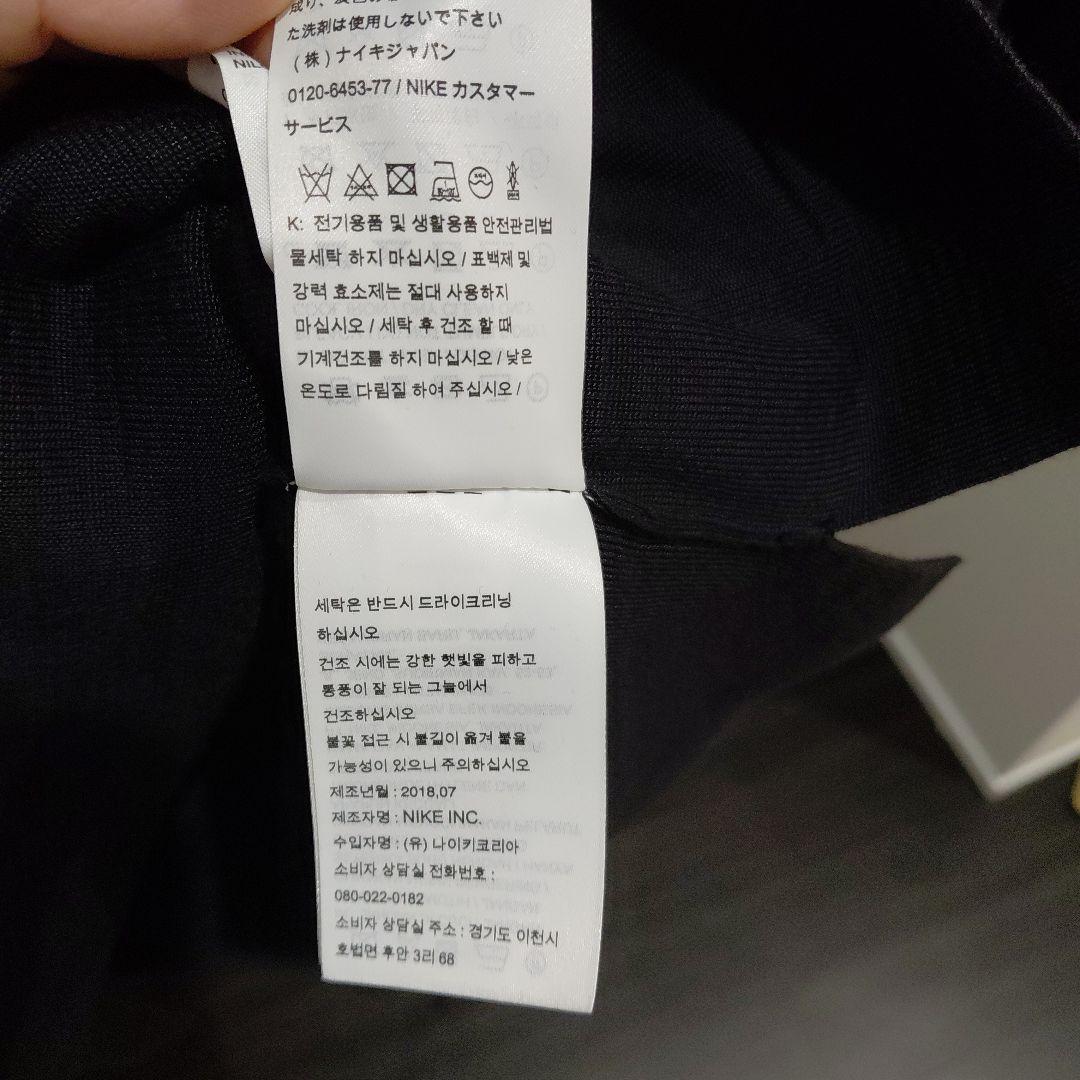 た洗剤は使用しないで下さい
(株)ナイキジャパン
0120-6453-77 / NIKE カスタマー
サービス
K: 전기용품 및 생활용품 안전관리법
물세탁 하지 마십시오 / 표백제 및
강력 효소제는 절대 사용하지
마십시오 / 세탁 후 건조 할 때
기계건조를 하지 마십시오 / 낮은
온도로 다림질 하여 주십시오 /
세탁은 반드시 드라이크리닝
하십시오
건조 시에는 강한 햇빛을 피하고
통풍이 잘 되는 그늘에서
건조하십시오
불꽃 접근 시 불길이 옮겨 붙을
가능성이 있으니 주의하십시오
제조년월 : 2018,07
제조자명 : NIKE INC.
수입자명 : (유) 나이키코리아
소비자 상담실 전화번호 :
080-022-0182
소비자 상담실 주소 : 경기도 이천시
호법면 후안 3리 68